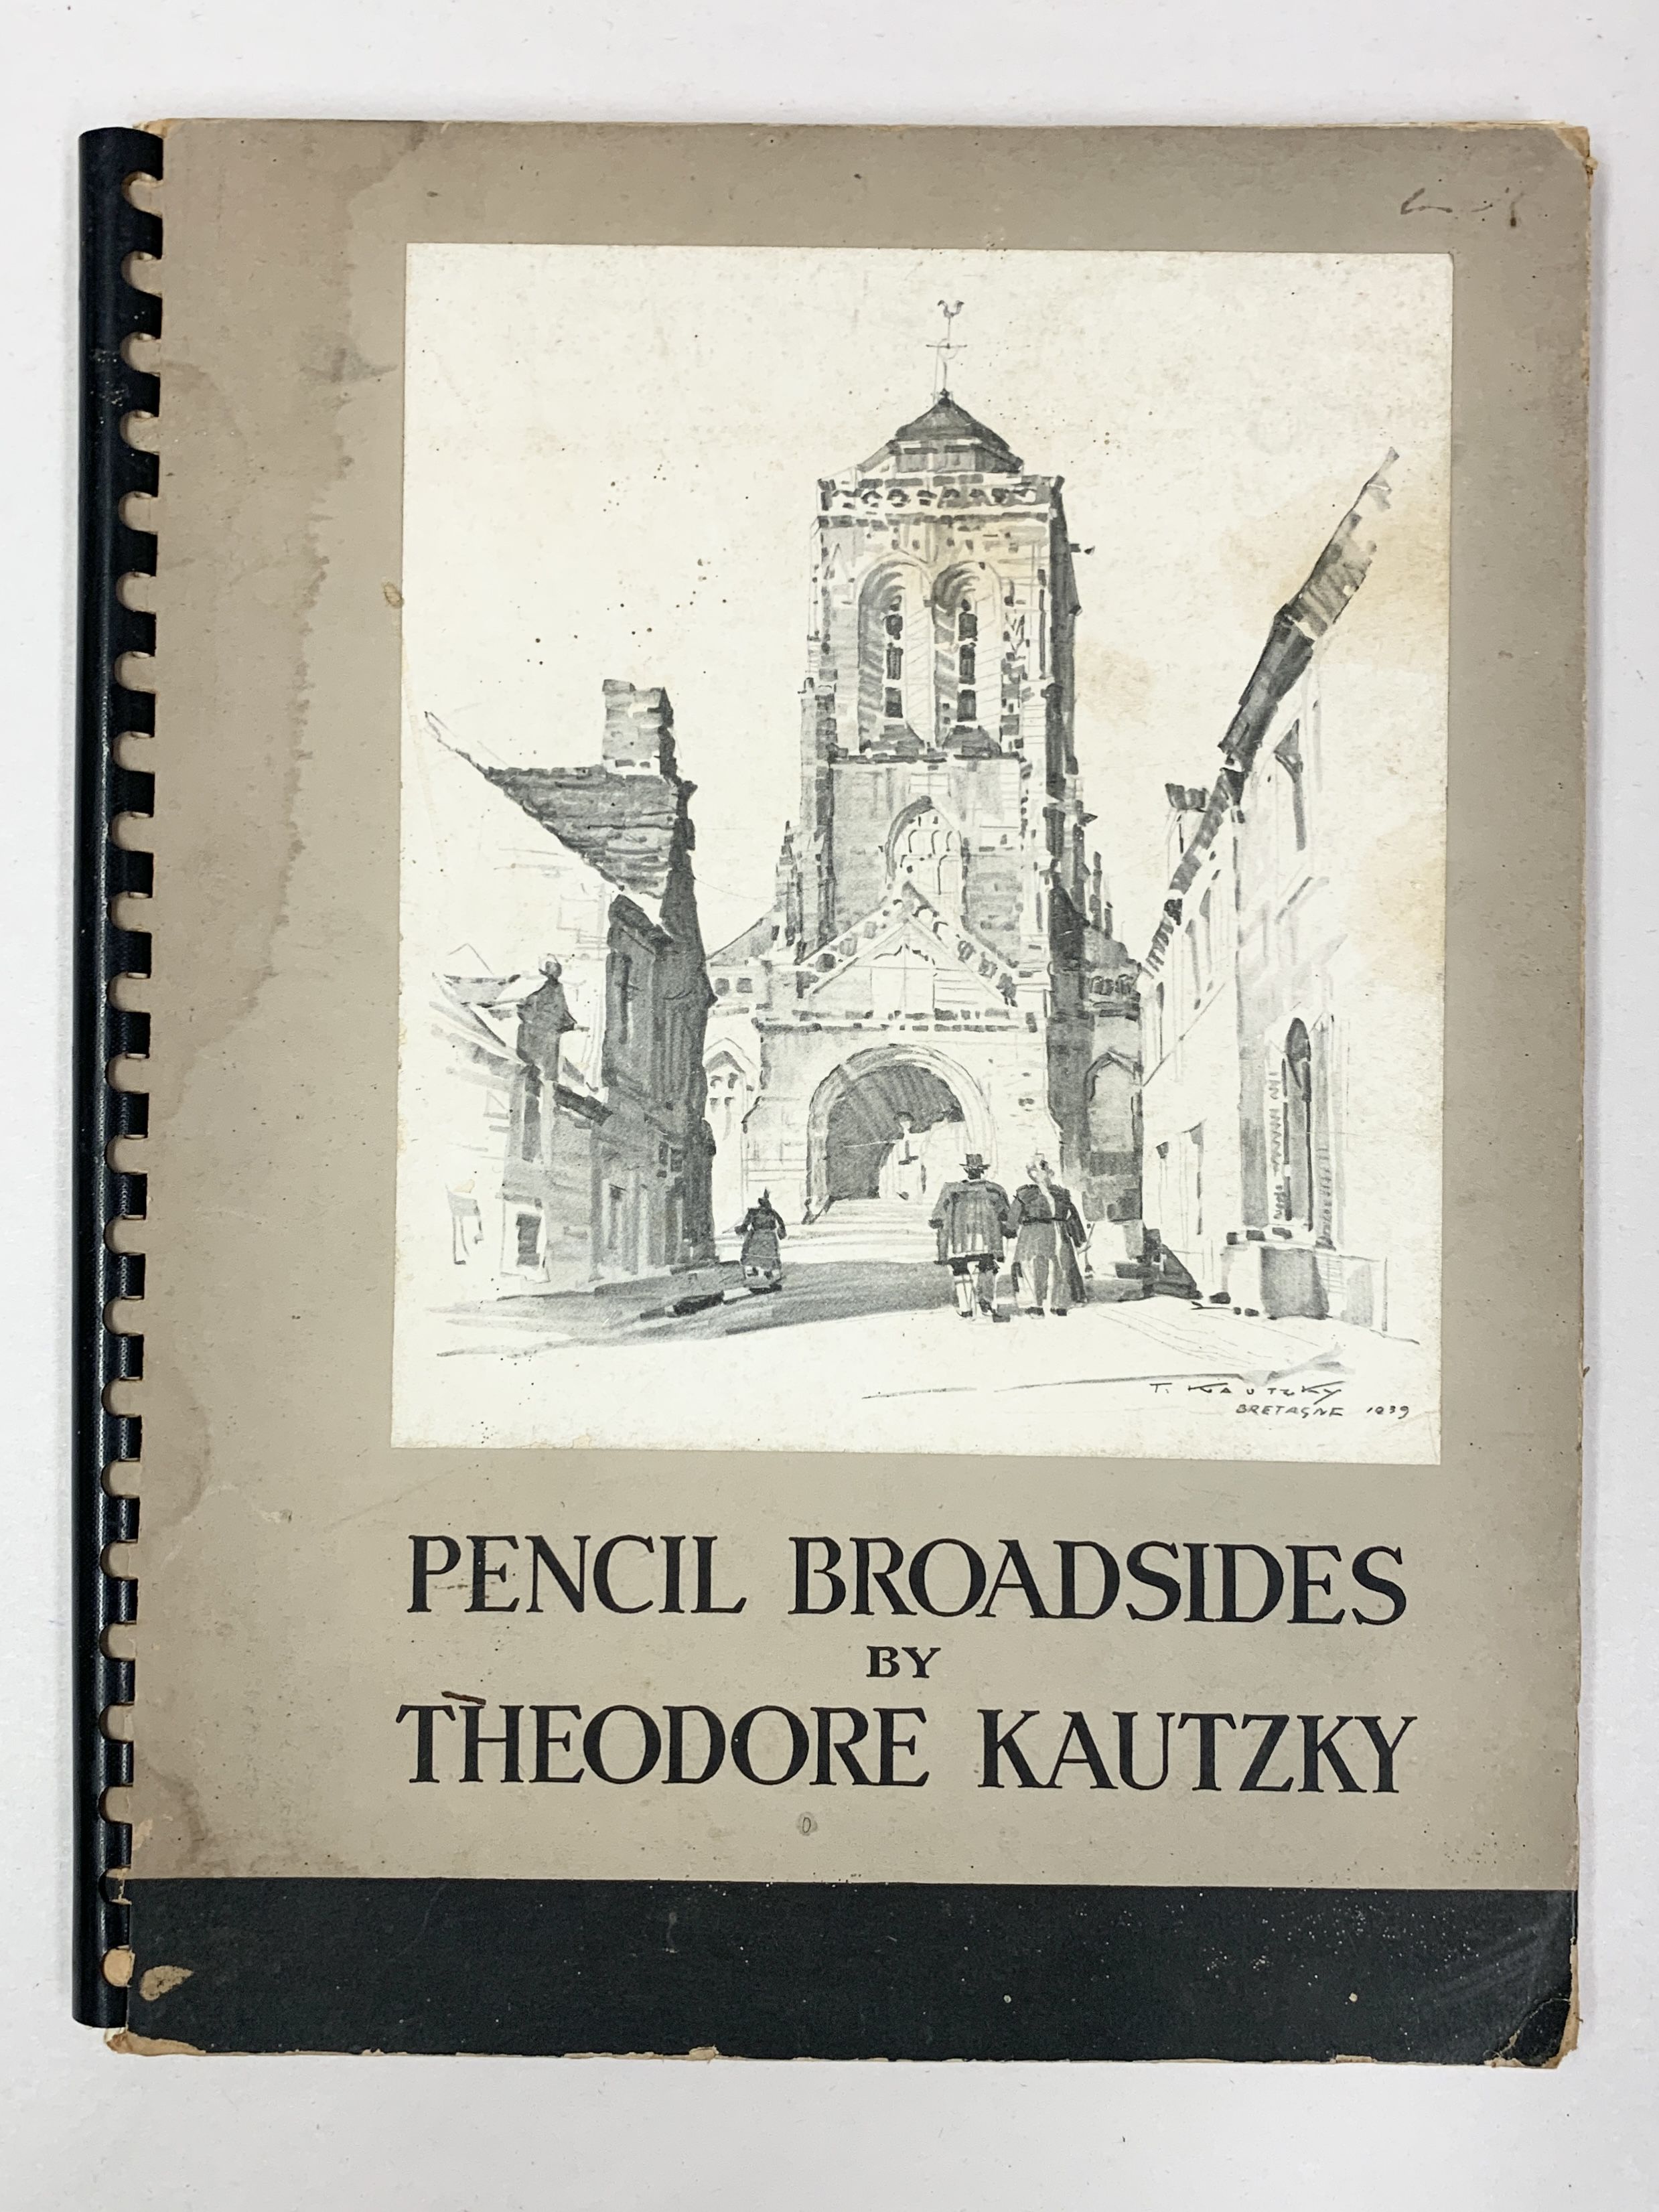 T. KAUTZKY
BRETAGNE 1939
PENCIL BROADSIDES
BY
THEODORE KAUTZKY